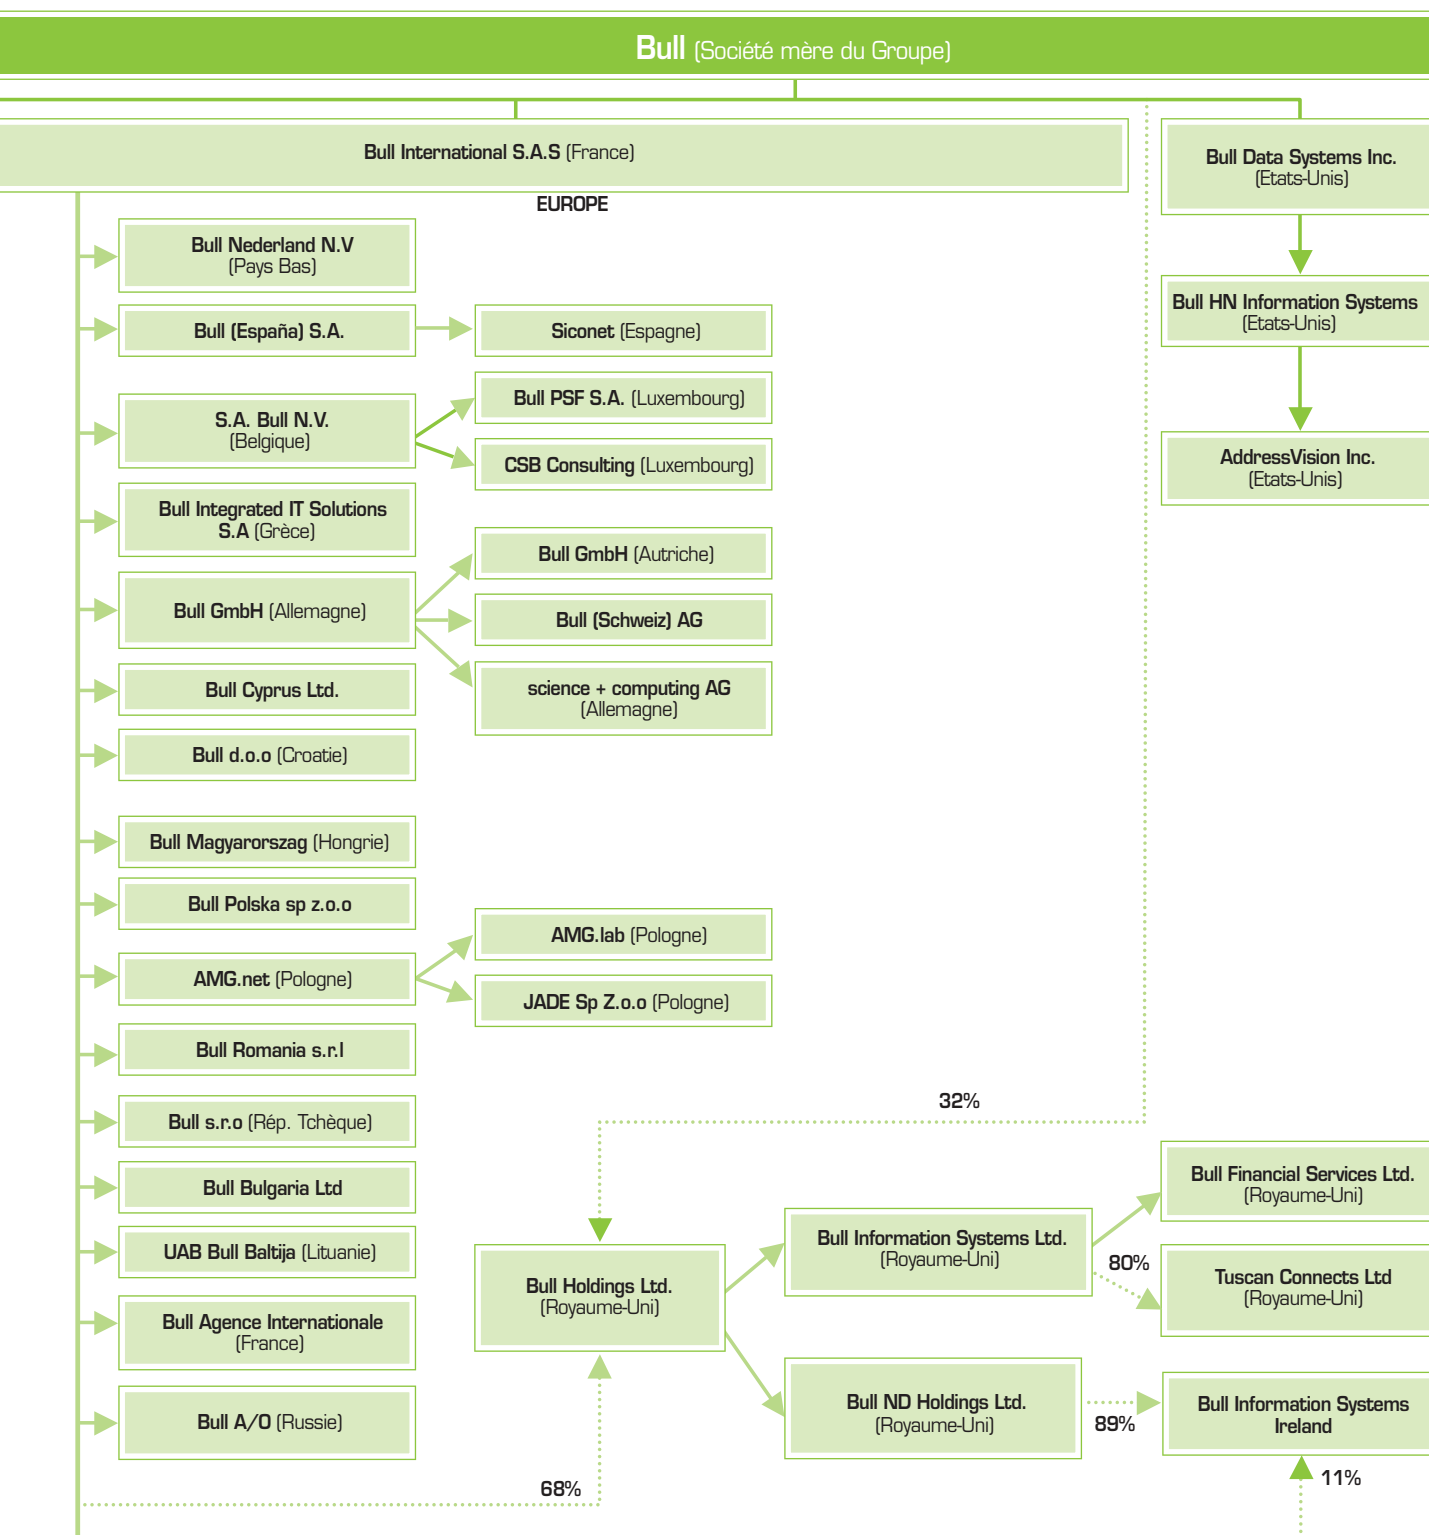 Bull (Société mère du Groupe)
Bull International S.A.S (France)
Bull Data Systems Inc.
(Etats-Unis)
EUROPE
Bull Nederland N.V
(Pays Bas)
Bull HN Information Systems
(Etats-Unis)
Bull (España) S.A.
Siconet (Espagne)
Bull PSF S.A. (Luxembourg)
S.A. Bull N.V.
(Belgique)
CSB Consulting (Luxembourg)
AddressVision Inc.
(Etats-Unis)
Bull Integrated IT Solutions
S.A (Grèce)
Bull GmbH (Autriche)
Bull GmbH (Allemagne)
Bull (Schweiz) AG
science + computing AG
(Allemagne)
Bull Cyprus Ltd.
Bull d.o.o (Croatie)
Bull Magyarorszag (Hongrie)
Bull Polska sp z.o.o
AMG.lab (Pologne)
AMG.net (Pologne)
JADE Sp Z.o.o (Pologne)
Bull Romania s.r.l
32%
Bull s.r.o (Rép. Tchèque)
Bull Bulgaria Ltd
Bull Financial Services Ltd.
(Royaume-Uni)
UAB Bull Baltija (Lituanie)
Bull Information Systems Ltd.
(Royaume-Uni)
80%
Tuscan Connects Ltd
(Royaume-Uni)
Bull Holdings Ltd.
(Royaume-Uni)
Bull Agence Internationale
(France)
Bull A/O (Russie)
Bull ND Holdings Ltd.
(Royaume-Uni)
89%
Bull Information Systems
Ireland
68%
11%